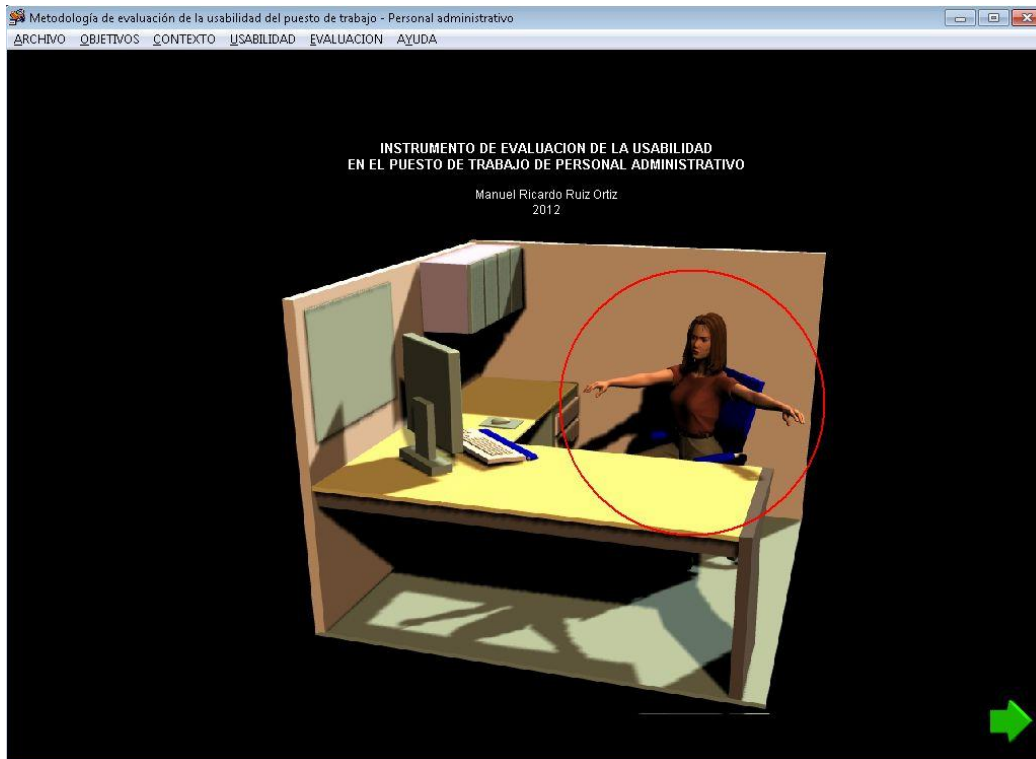 Metodología de evaluación de la usabilidad del puesto de trabajo - Personal administrativo
ARCHIVO OBJETIVOS CONTEXTO USABILIDAD EVALUACION AYUDA
INSTRUMENTO DE EVALUACION DE LA USABILIDAD
EN EL PUESTO DE TRABAJO DE PERSONAL ADMINISTRATIVO
Manuel Ricardo Ruiz Ortiz
2012